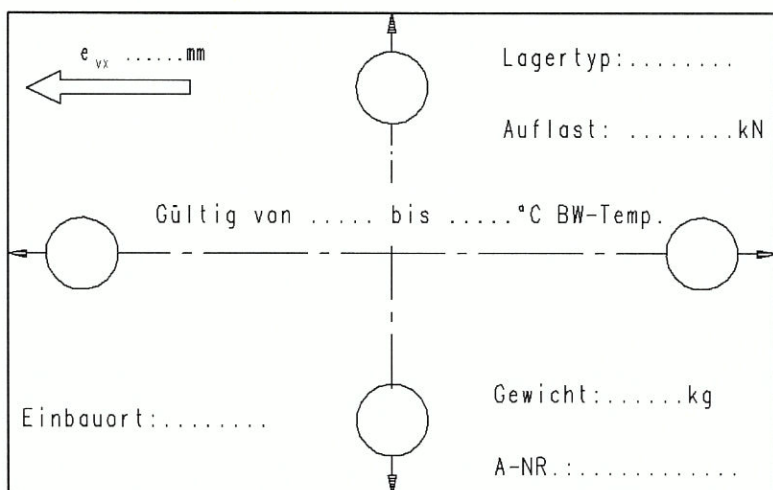 e vx ......mm
Lagertyp:........
Auflast: ........kN
Gültig von ..... bis .....°C BW-Temp.
Einbauort:........
Gewicht:......kg
A-NR.:.............